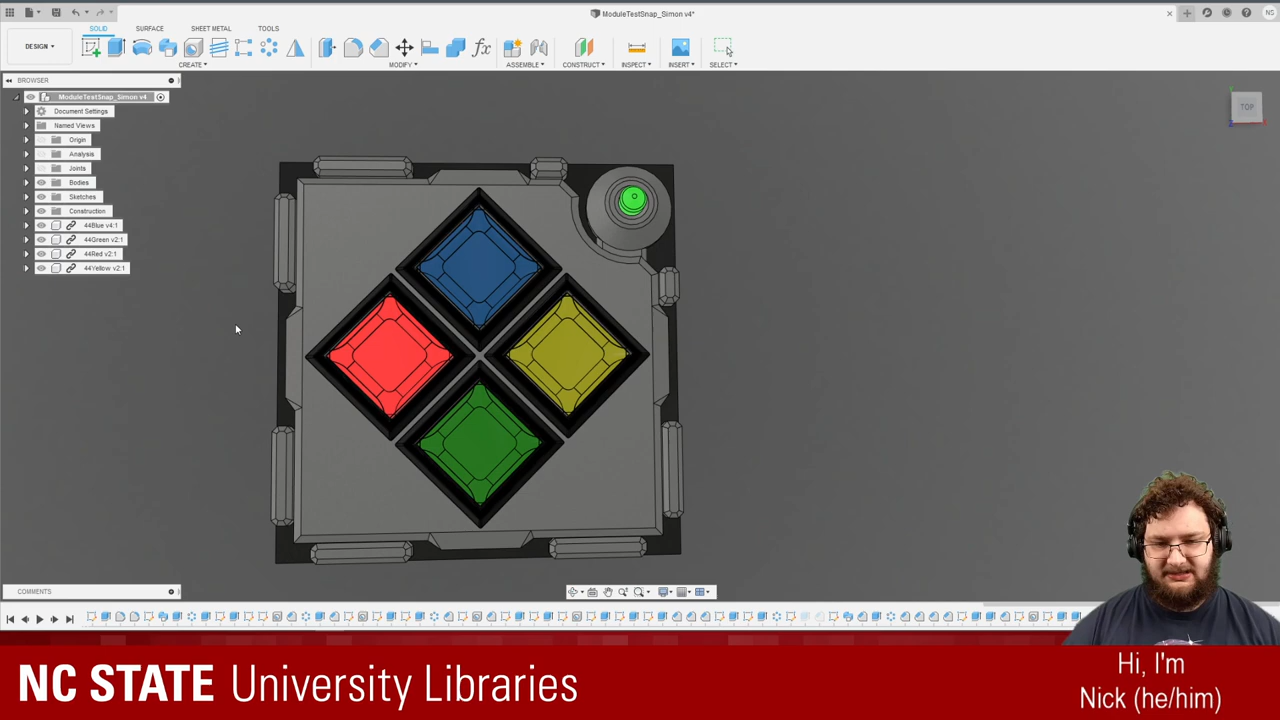 ModuleTestSnap_Simon v4*
NS
SOLID
SURFACE
SHEET METAL
TOOLS
DESIGN
CREATE
MODIFY
fx
ASSEMBLE
CONSTRUCT
INSPECT
INSERT
SELECT
BROWSER
ModuleTestSnap_Simon v4
Document Settings
Named Views
Origin
Analysis
Joints
Bodies
Sketches
Construction
44Blue v4:1
44Green v2:1
44Red v2:1
44Yellow v2:1
TOP
COMMENTS
NC STATE University Libraries
Hi, I'm
Nick (he/him)